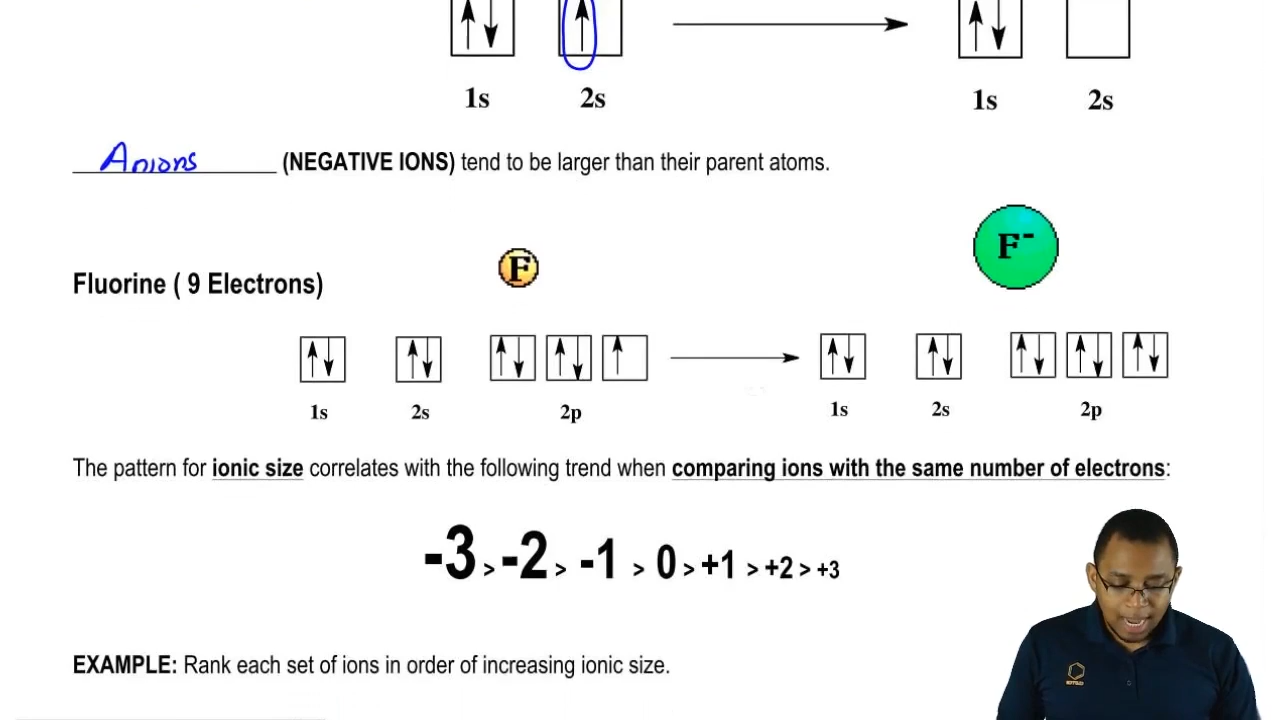 1s 2s 1s 2s
Anions (NEGATIVE IONS) tend to be larger than their parent atoms.
F F⁻
Fluorine ( 9 Electrons)
1s 2s 2p 1s 2s 2p
The pattern for ionic size correlates with the following trend when comparing ions with the same number of electrons:
-3 > -2 > -1 > 0 > +1 > +2 > +3
EXAMPLE: Rank each set of ions in order of increasing ionic size.